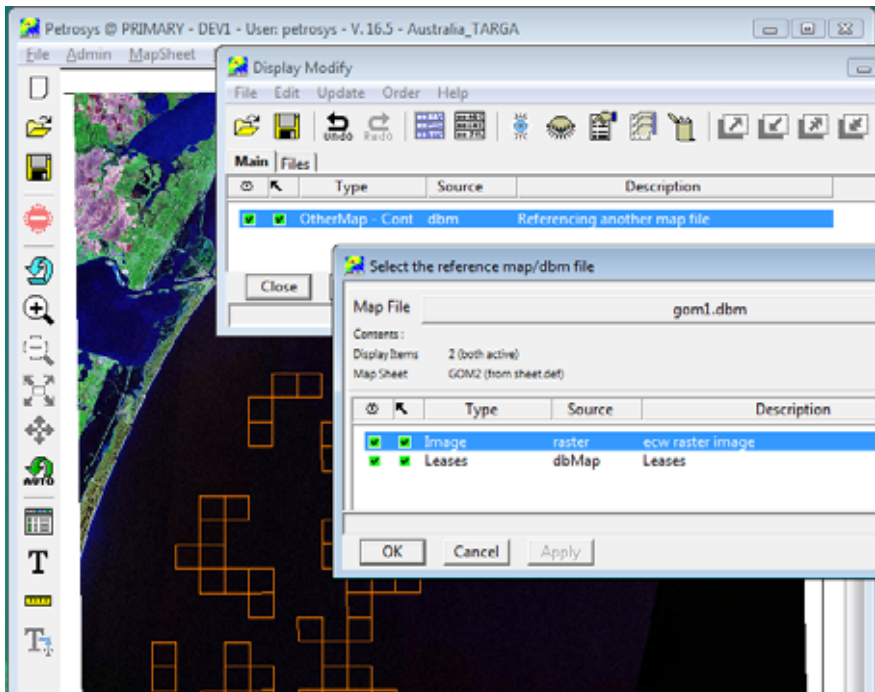 Petrosys @ PRIMARY - DEV1 - User: petrosys - V. 16.5 - Australia_TARGA
File Admin MapSheet
Display Modify
File Edit Update Order Help
undo Redo
Main Files
Type Source Description
OtherMap - Cont dbm Referencing another map file
Close
Select the reference map/dbm file
Map File gom1.dbm
Contents :
Display Items 2 (both active)
Map Sheet GOM2 (from sheet.def)
Type Source Description
Image raster ecw raster image
Leases dbMap Leases
OK Cancel Apply
AUTO
T
T